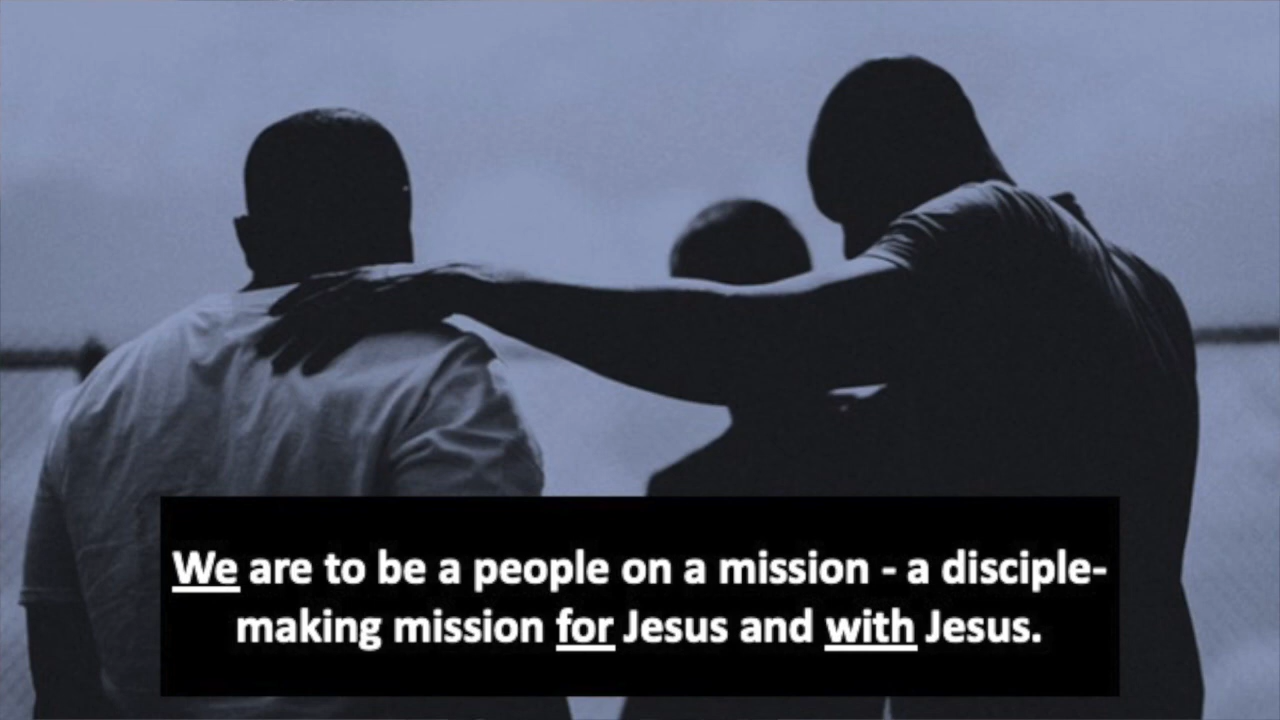 We are to be a people on a mission - a disciple-
making mission for Jesus and with Jesus.